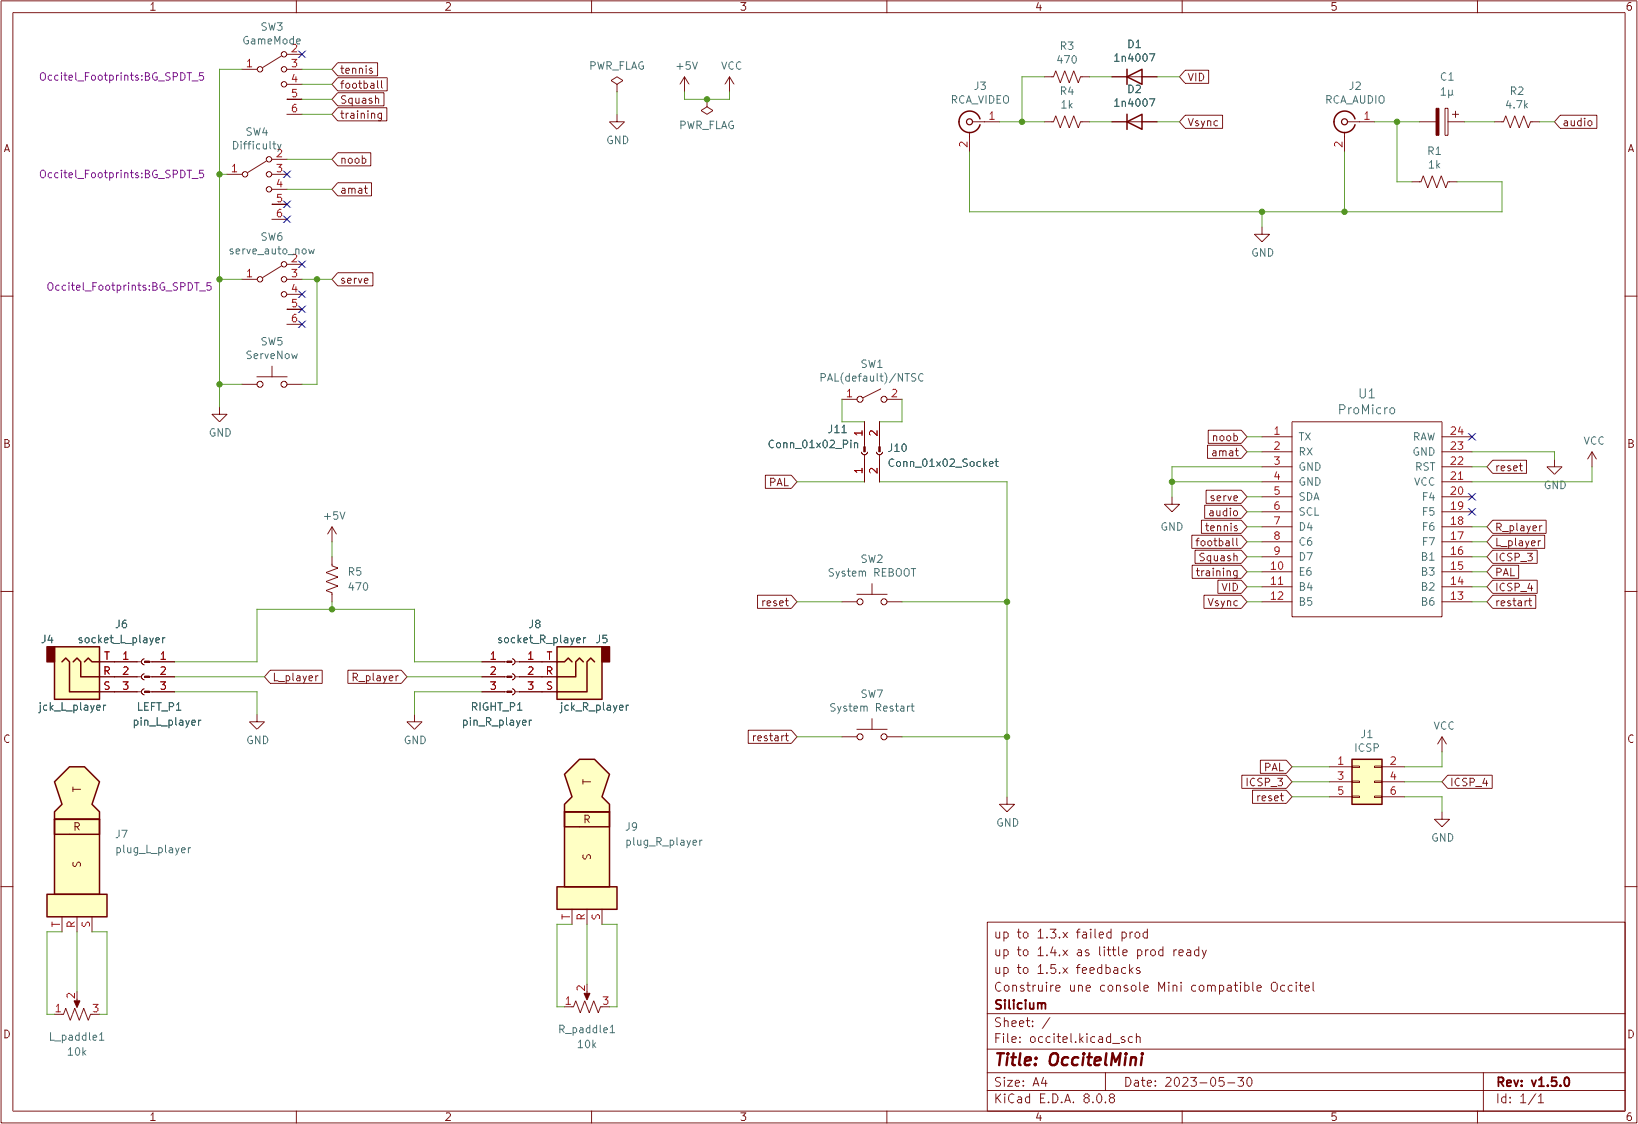 1 2 3 4 5 6
A
B
C
D
SW3
GameMode
Occitel_Footprints:BG_SPDT_5
1 2 3 4 5 6
tennis
football
Squash
training
SW4
Difficulty
Occitel_Footprints:BG_SPDT_5
1 2 3 4 5 6
noob
amat
SW6
serve_auto_now
Occitel_Footprints:BG_SPDT_5
1 2 3 4 5 6
serve
SW5
ServeNow
GND
PWR_FLAG
GND
+5V VCC
PWR_FLAG
J3
RCA_VIDEO
1
2
R3
470
D1
1n4007
VID
R4
1k
D2
1n4007
Vsync
J2
RCA_AUDIO
1
2
C1
1µ
+
R2
4.7k
audio
R1
1k
GND
SW1
PAL(default)/NTSC
1 2
J11
Conn_01x02_Pin
1 2
J10
Conn_01x02_Socket
1 2
PAL
SW2
System REBOOT
reset
SW7
System Restart
restart
GND
U1
ProMicro
noob 1 TX
amat 2 RX
3 GND
4 GND
serve 5 SDA
audio 6 SCL
tennis 7 D4
football 8 C6
Squash 9 D7
training 10 E6
VID 11 B4
Vsync 12 B5
GND
RAW 24
GND 23
RST 22 reset
VCC 21
F4 20
F5 19
F6 18 R_player
F7 17 L_player
B1 16 ICSP_3
B3 15 PAL
B2 14 ICSP_4
B6 13 restart
GND
VCC
+5V
R5
470
J4
J6
socket_L_player
T 1 1
R 2 2
S 3 3
jck_L_player
LEFT_P1
pin_L_player
L_player
GND
R_player
J8
socket_R_player
J5
1 1 T
2 2 R
3 3 S
RIGHT_P1
pin_R_player
jck_R_player
GND
T
R
S
J7
plug_L_player
T R S
1 2 3
L_paddle1
10k
T
R
S
J9
plug_R_player
T R S
1 2 3
R_paddle1
10k
J1
ICSP
VCC
PAL 1 2
ICSP_3 3 4 ICSP_4
reset 5 6
GND
up to 1.3.x failed prod
up to 1.4.x as little prod ready
up to 1.5.x feedbacks
Construire une console Mini compatible Occitel
Silicium
Sheet: /
File: occitel.kicad_sch
Title: OccitelMini
Size: A4 Date: 2023-05-30 Rev: v1.5.0
KiCad E.D.A. 8.0.8 Id: 1/1
A
B
C
D
1 2 3 4 5 6